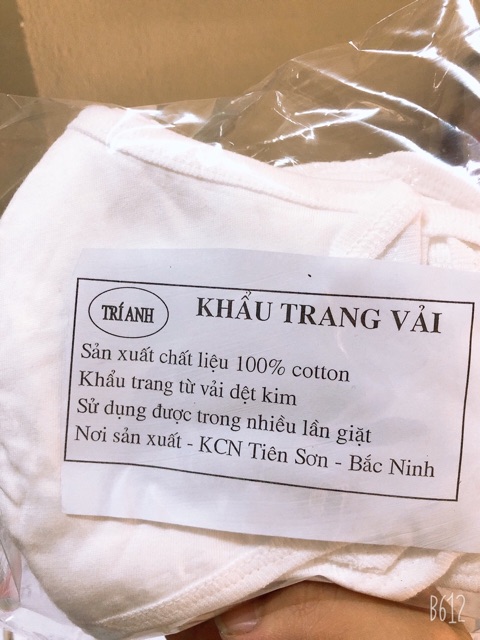 TRÍ ANH
KHẨU TRANG VẢI
Sản xuất chất liệu 100% cotton
Khẩu trang từ vải dệt kim
Sử dụng được trong nhiều lần giặt
Nơi sản xuất - KCN Tiên Sơn - Bắc Ninh
B612